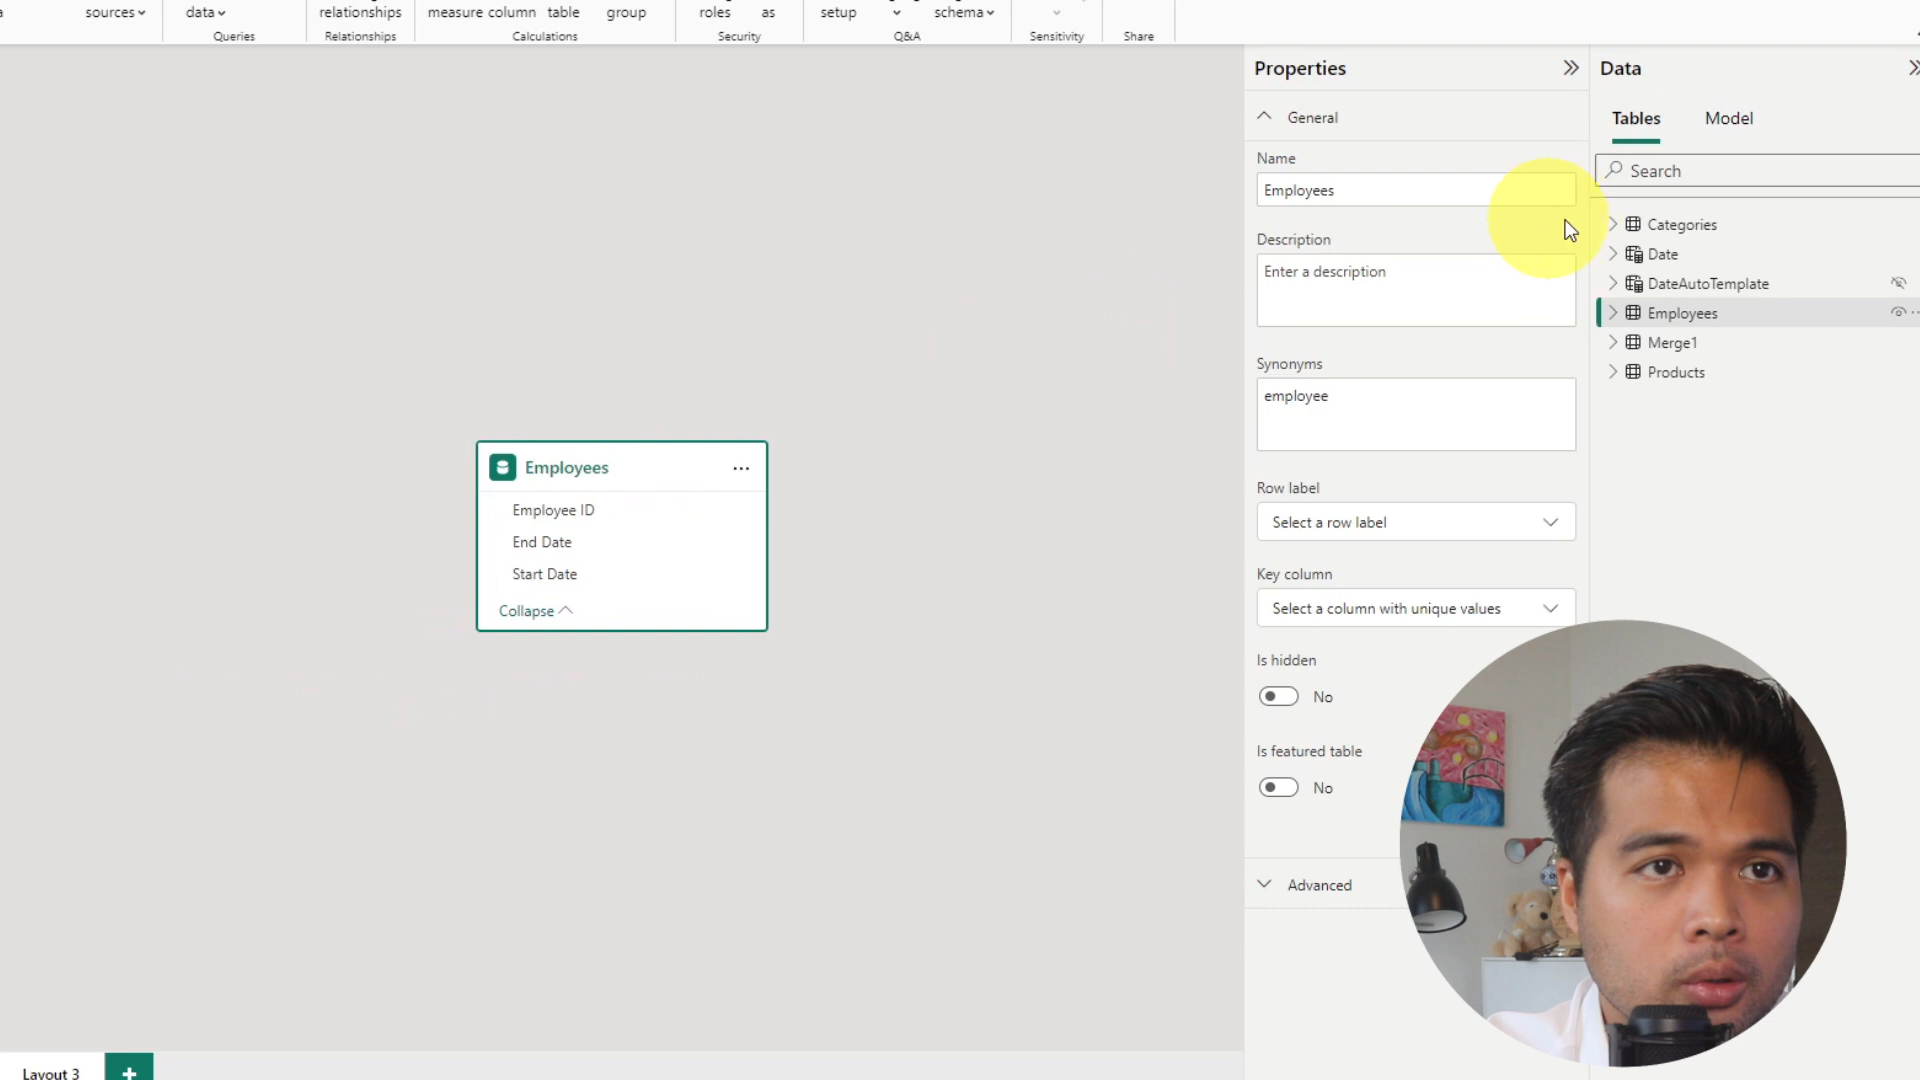 sources
data
relationships
measure column table
group
roles
as
setup
schema
Queries
Relationships
Calculations
Security
Q&A
Sensitivity
Share
Properties
General
Name
Employees
Description
Enter a description
Synonyms
employee
Row label
Select a row label
Key column
Select a column with unique values
Is hidden
No
Is featured table
No
Advanced
Data
Tables
Model
Search
Categories
Date
DateAutoTemplate
Employees
Merge1
Products
Employees
Employee ID
End Date
Start Date
Collapse
Layout 3